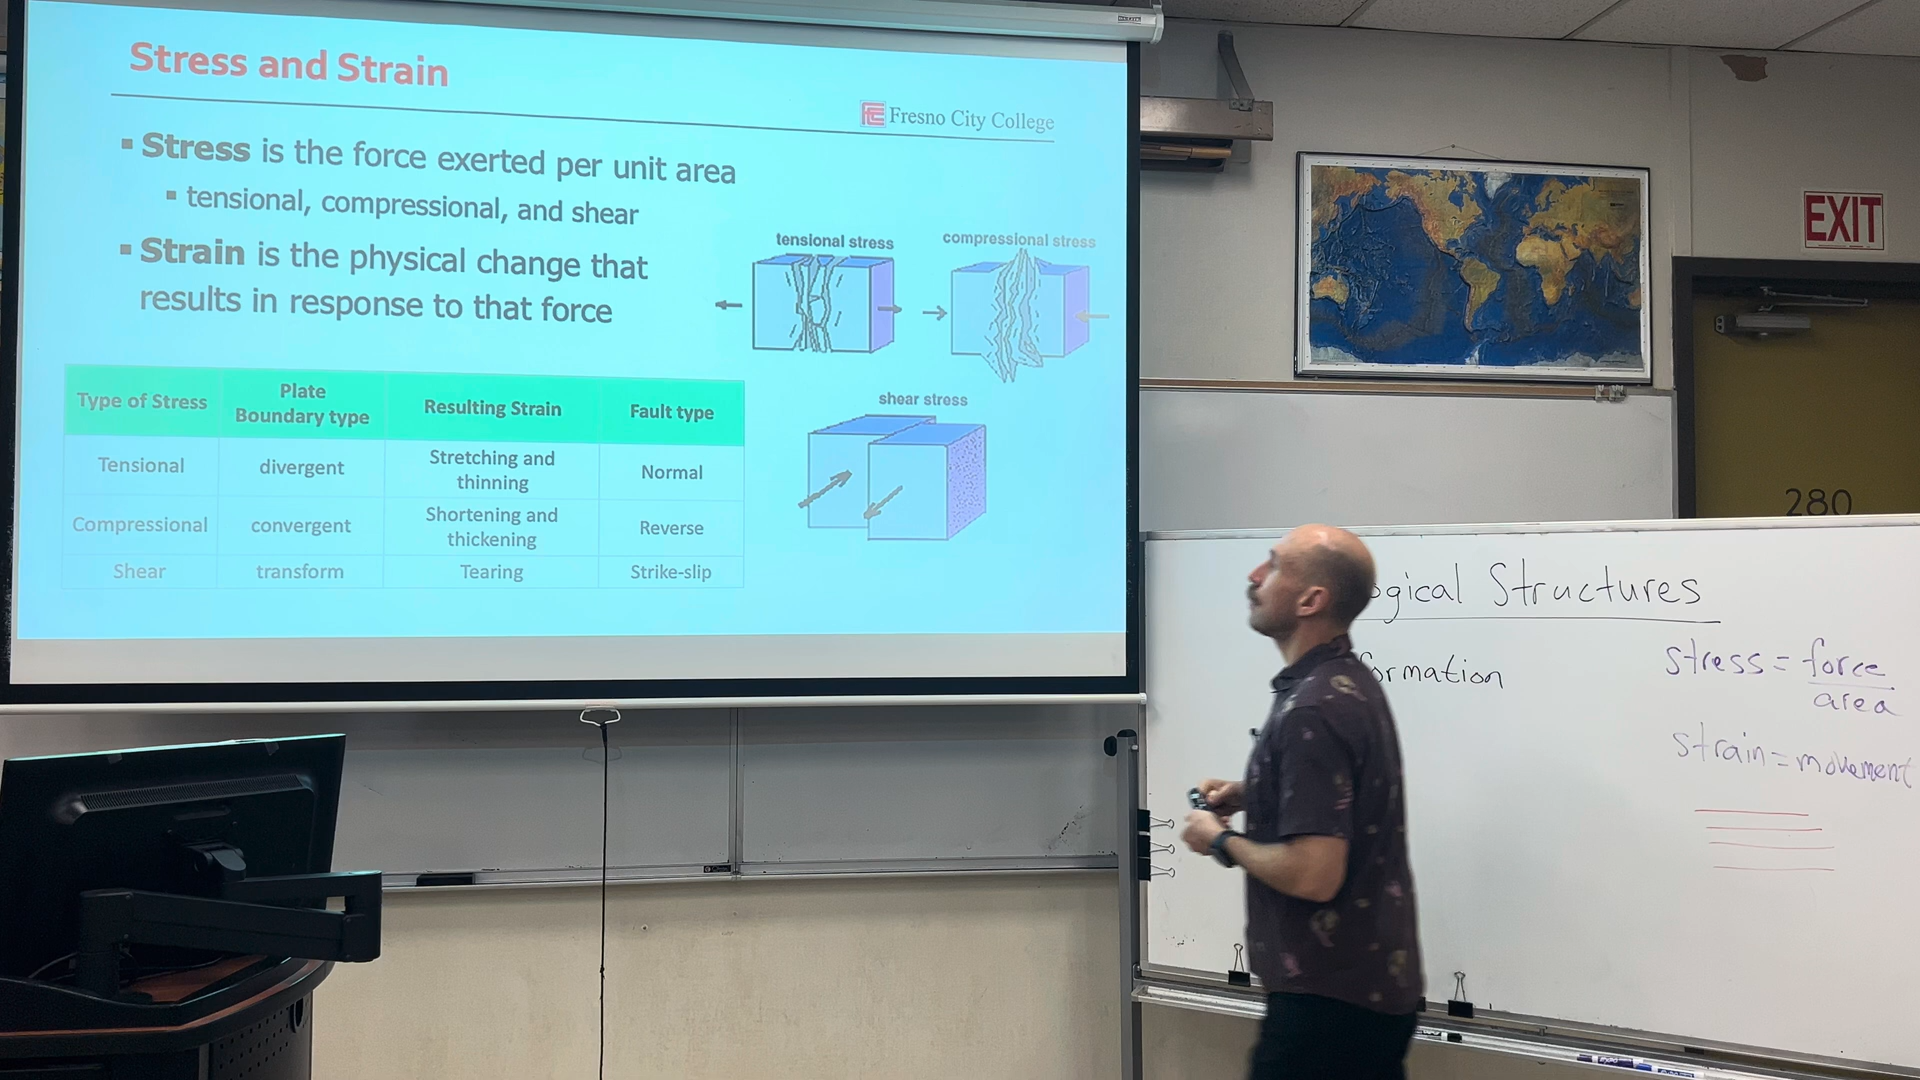 Stress and Strain
Fresno City College
▪ Stress is the force exerted per unit area
▪ tensional, compressional, and shear
▪ Strain is the physical change that
results in response to that force
tensional stress
compressional stress
shear stress
Type of Stress
Plate
Boundary type
Resulting Strain
Fault type
Tensional
divergent
Stretching and
thinning
Normal
Compressional
convergent
Shortening and
thickening
Reverse
Shear
transform
Tearing
Strike-slip
EXIT
280
ogical Structures
ormation
stress = force
area
strain = movement